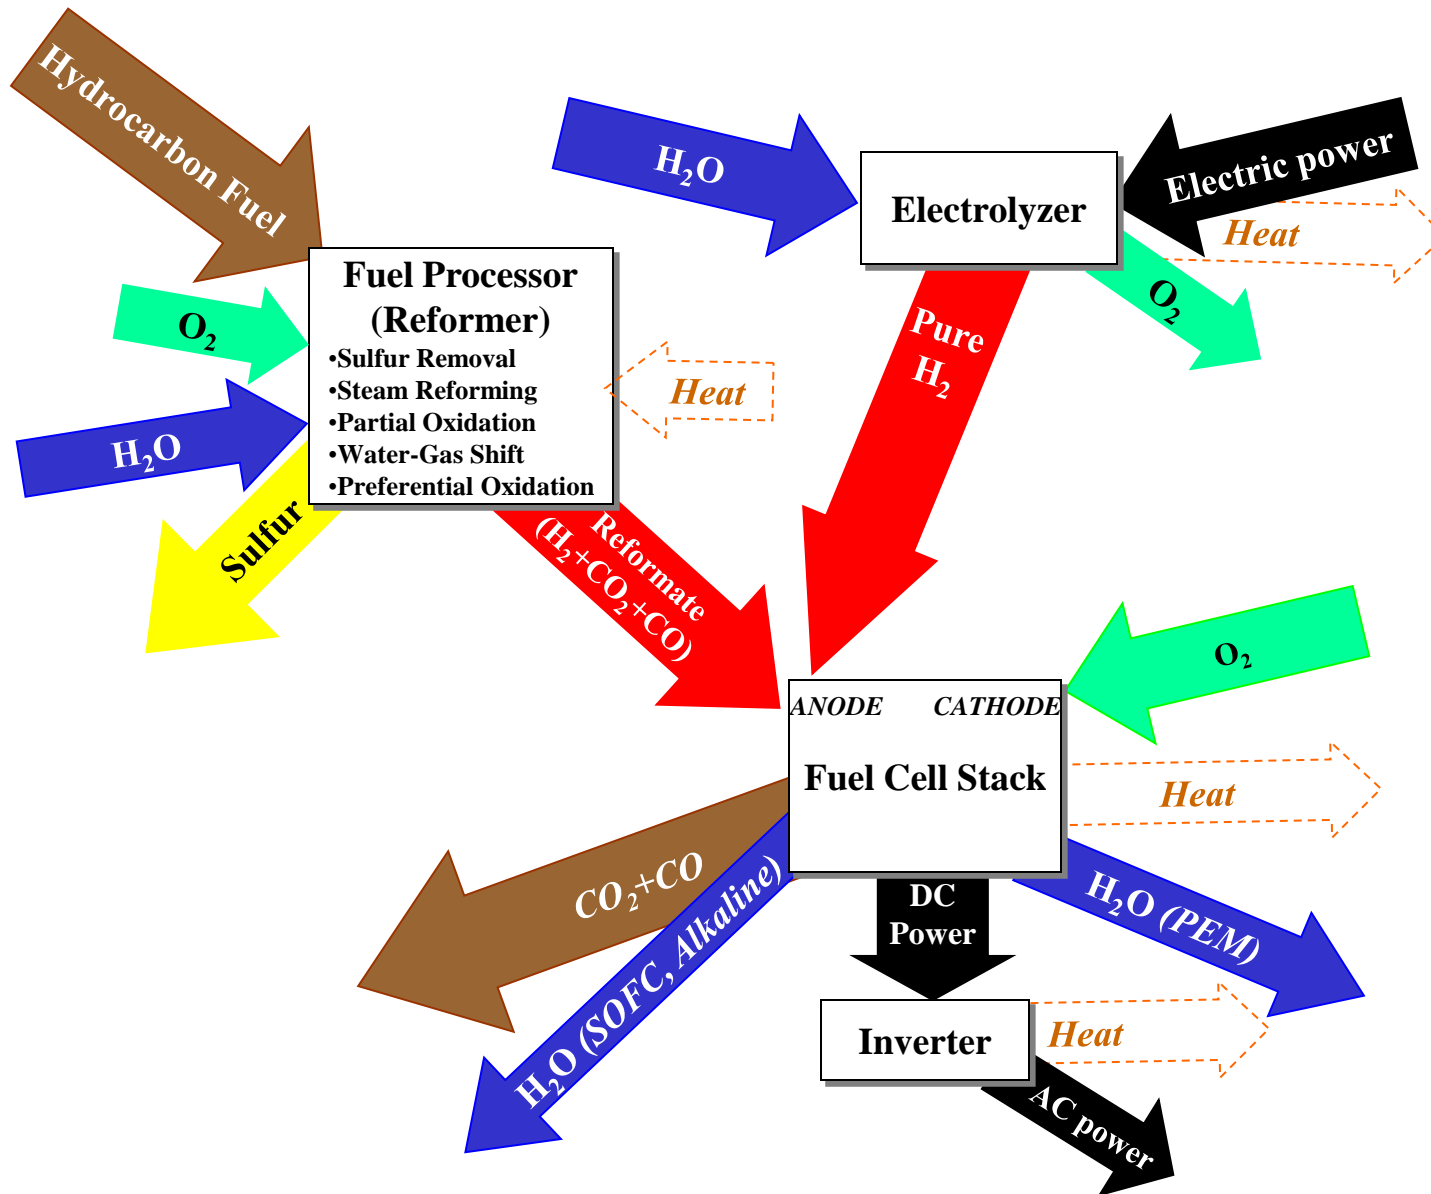 Hydrocarbon Fuel
H₂O
Electric power
Electrolyzer
Heat
Fuel Processor
(Reformer)
•Sulfur Removal
•Steam Reforming
•Partial Oxidation
•Water-Gas Shift
•Preferential Oxidation
O₂
O₂
Pure
H₂
Heat
H₂O
Sulfur
Reformate
(H₂+CO₂+CO)
O₂
ANODE CATHODE
Fuel Cell Stack
Heat
CO₂+CO
H₂O (SOFC, Alkaline)
DC
Power
H₂O (PEM)
Inverter
Heat
AC power